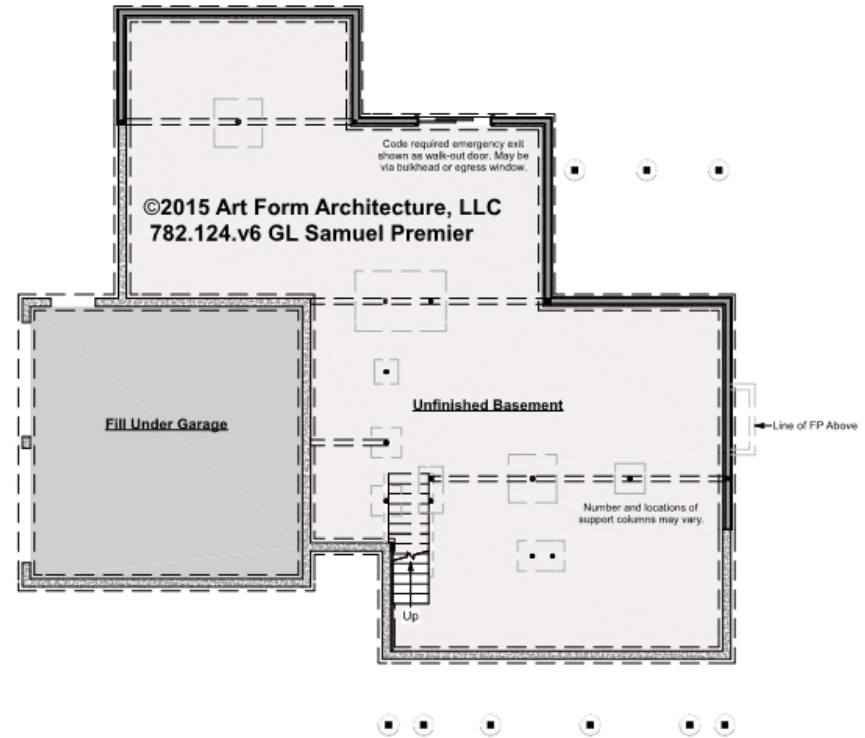 Code required emergency exit
shown as walk-out door. May be
via bulkhead or egress window.
©2015 Art Form Architecture, LLC
782.124.v6 GL Samuel Premier
Unfinished Basement
Fill Under Garage
Line of FP Above
Number and locations of
support columns may vary.
Up